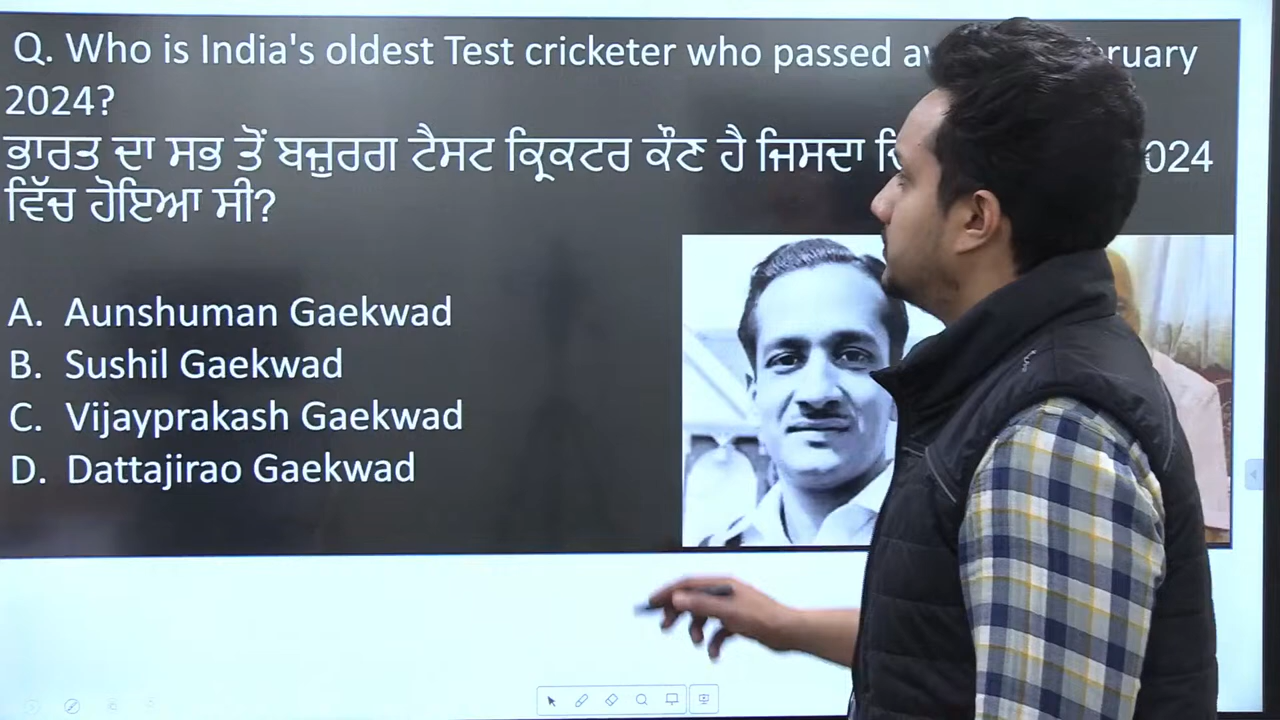 Q. Who is India's oldest Test cricketer who passed
2024?
ਭਾਰਤ ਦਾ ਸਭ ਤੋਂ ਬਜ਼ੁਰਗ ਟੈਸਟ ਕ੍ਰਿਕਟਰ ਕੌਣ ਹੈ ਜਿਸਦਾ
ਵਿੱਚ ਹੋਇਆ ਸੀ?
A. Aunshuman Gaekwad
B. Sushil Gaekwad
C. Vijayprakash Gaekwad
D. Dattajirao Gaekwad